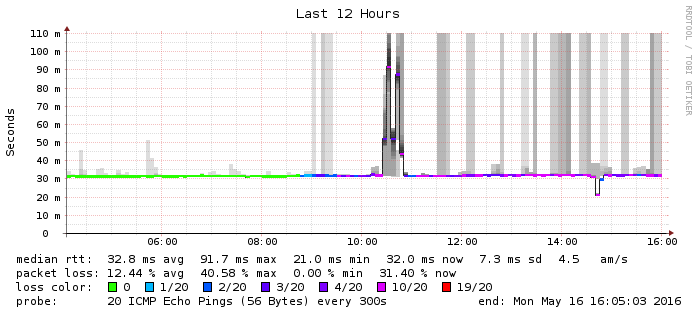 Last 12 Hours
RRDTOOL / TOBI OETIKER
Seconds
110 m
100 m
90 m
80 m
70 m
60 m
50 m
40 m
30 m
20 m
10 m
0
06:00 08:00 10:00 12:00 14:00 16:00
median rtt: 32.8 ms avg 91.7 ms max 21.0 ms min 32.0 ms now 7.3 ms sd 4.5 am/s
packet loss: 12.44 % avg 40.58 % max 0.00 % min 31.40 % now
loss color: 0 1/20 2/20 3/20 4/20 10/20 19/20
probe: 20 ICMP Echo Pings (56 Bytes) every 300s end: Mon May 16 16:05:03 2016